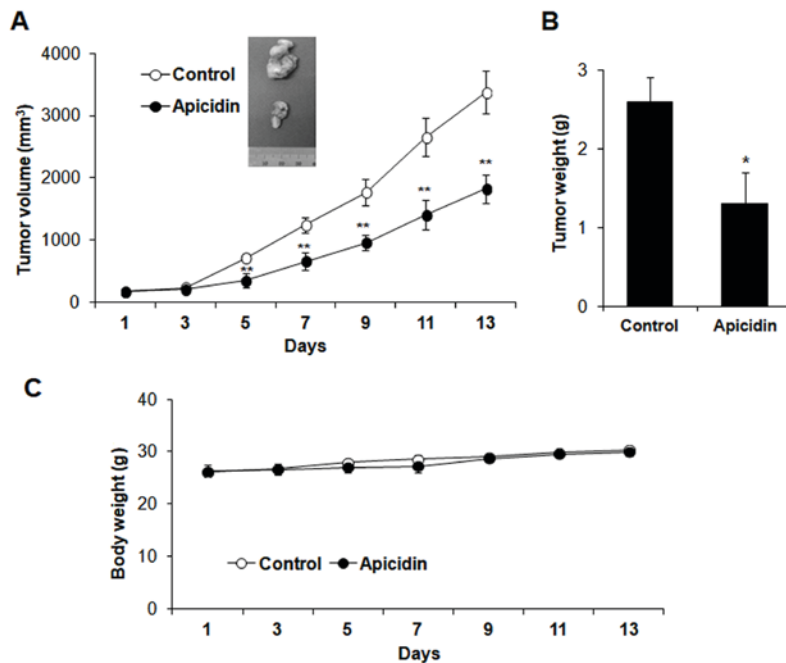 A
Tumor volume (mm³)
4000
3000
2000
1000
0
Control
Apicidin
**
**
**
**
**
1 3 5 7 9 11 13
Days
B
Tumor weight (g)
3
2
1
0
*
Control Apicidin
C
Body weight (g)
40
30
20
10
0
Control Apicidin
1 3 5 7 9 11 13
Days